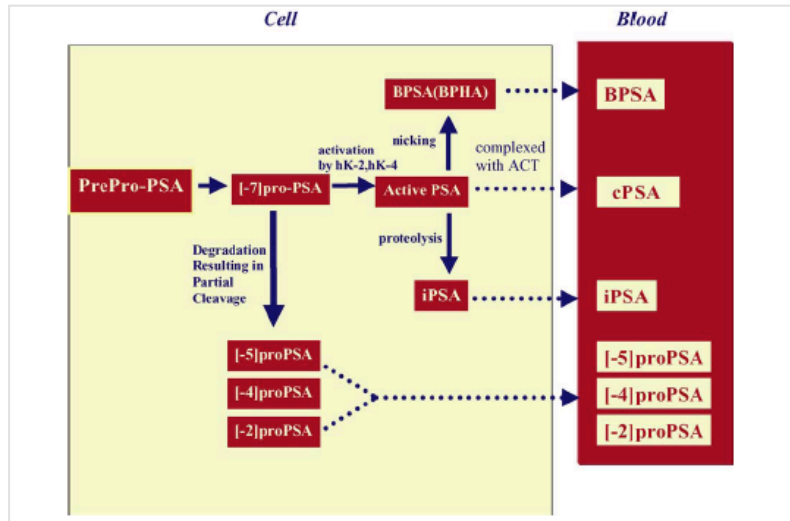 Cell
Blood
BPSA(BPHA)
BPSA
activation
by hK-2,hK-4
nicking
complexed
with ACT
PrePro-PSA
[-7]pro-PSA
Active PSA
cPSA
Degradation
Resulting in
Partial
Cleavage
proteolysis
iPSA
iPSA
[-5]proPSA
[-4]proPSA
[-2]proPSA
[-5]proPSA
[-4]proPSA
[-2]proPSA